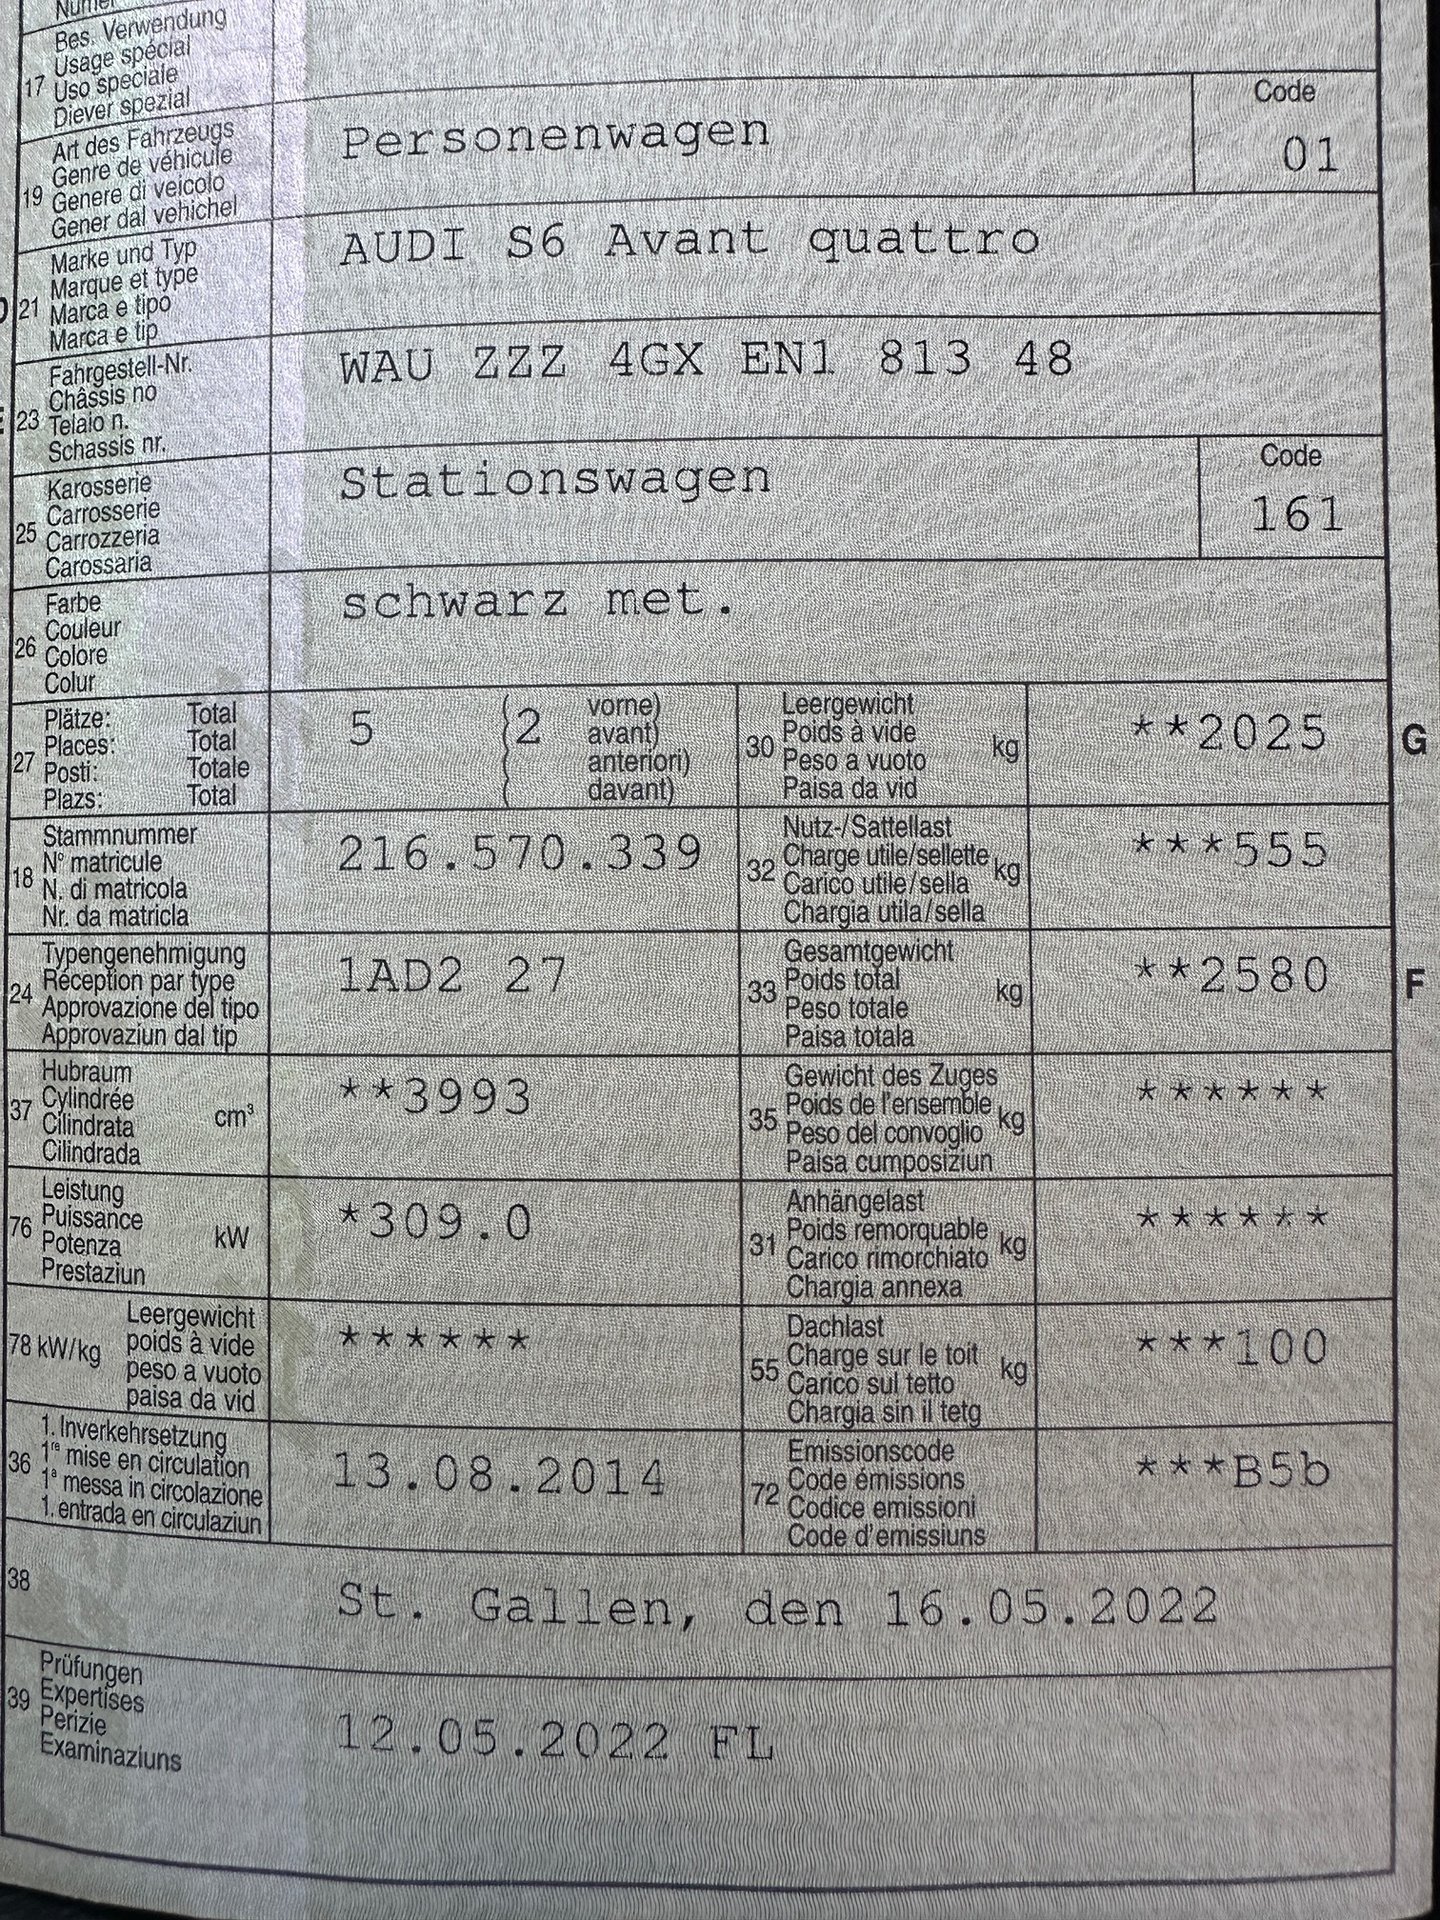 Bes. Verwendung
17 Usage spécial
Uso speciale
Diever spezial
Art des Fahrzeugs
19 Genre de véhicule
Genere di veicolo
Gener dal vehichel
Personenwagen
Code
01
Marke und Typ
21 Marque et type
Marca e tipo
Marca e tip
AUDI S6 Avant quattro
Fahrgestell-Nr.
23 Châssis no
Telaio n.
Schassis nr.
WAU ZZZ 4GX EN1 813 48
Karosserie
25 Carrosserie
Carrozzeria
Carossaria
Stationswagen
Code
161
Farbe
26 Couleur
Colore
Colur
schwarz met.
Plätze: Total
27 Places: Total
Posti: Totale
Plazs: Total
5 (2 vorne)
avant)
anteriori)
davant)
Leergewicht
30 Poids à vide kg
Peso a vuoto
Paisa da vid
**2025
G
Stammnummer
18 N° matricule
N. di matricola
Nr. da matricla
216.570.339
Nutz-/Sattellast
32 Charge utile/sellette kg
Carico utile/sella
Chargia utila/sella
***555
Typengenehmigung
24 Réception par type
Approvazione del tipo
Approvaziun dal tip
1AD2 27
Gesamtgewicht
33 Poids total kg
Peso totale
Paisa totala
**2580
F
Hubraum
37 Cylindrée cm³
Cilindrata
Cilindrada
**3993
Gewicht des Zuges
35 Poids de l'ensemble kg
Peso del convoglio
Paisa cumposiziun
******
Leistung
76 Puissance kW
Potenza
Prestaziun
*309.0
Anhängelast
31 Poids remorquable kg
Carico rimorchiato
Chargia annexa
******
Leergewicht
78 kW/kg poids à vide
peso a vuoto
paisa da vid
******
Dachlast
55 Charge sur le toit kg
Carico sul tetto
Chargia sin il tetg
***100
1. Inverkehrsetzung
36 1re mise en circulation
1a messa in circolazione
1. entrada en circulaziun
13.08.2014
Emissionscode
72 Code émissions
Codice emissioni
Code d'emissiuns
***B5b
38
St. Gallen, den 16.05.2022
Prüfungen
39 Expertises
Perizie
Examinaziuns
12.05.2022 FL